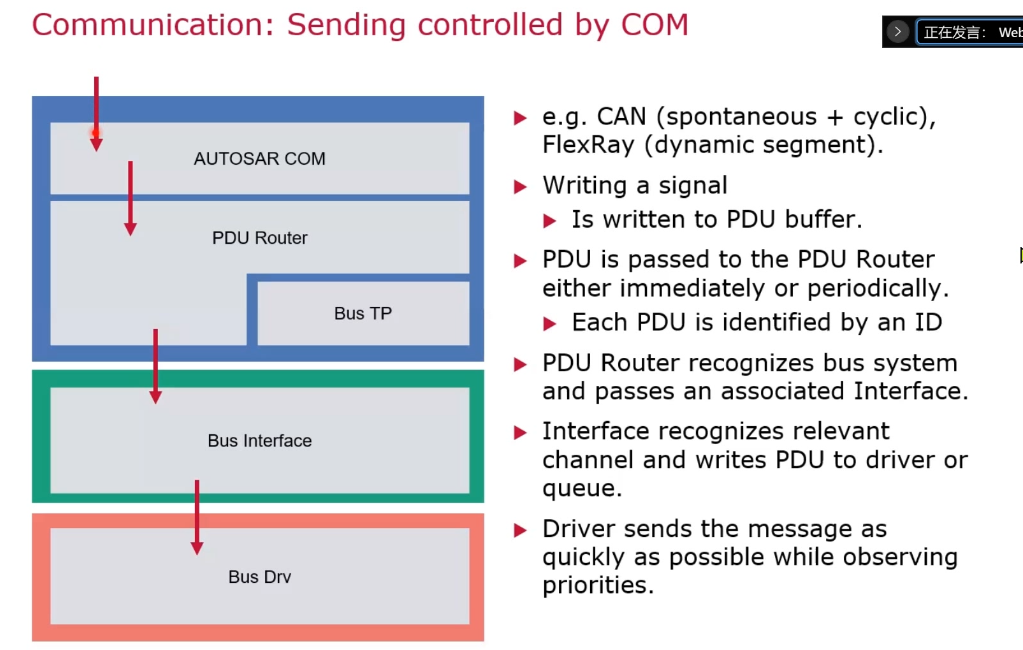 Communication: Sending controlled by COM
正在发言: Web
AUTOSAR COM
PDU Router
Bus TP
Bus Interface
Bus Drv
e.g. CAN (spontaneous + cyclic),
FlexRay (dynamic segment).
Writing a signal
Is written to PDU buffer.
PDU is passed to the PDU Router
either immediately or periodically.
Each PDU is identified by an ID
PDU Router recognizes bus system
and passes an associated Interface.
Interface recognizes relevant
channel and writes PDU to driver or
queue.
Driver sends the message as
quickly as possible while observing
priorities.